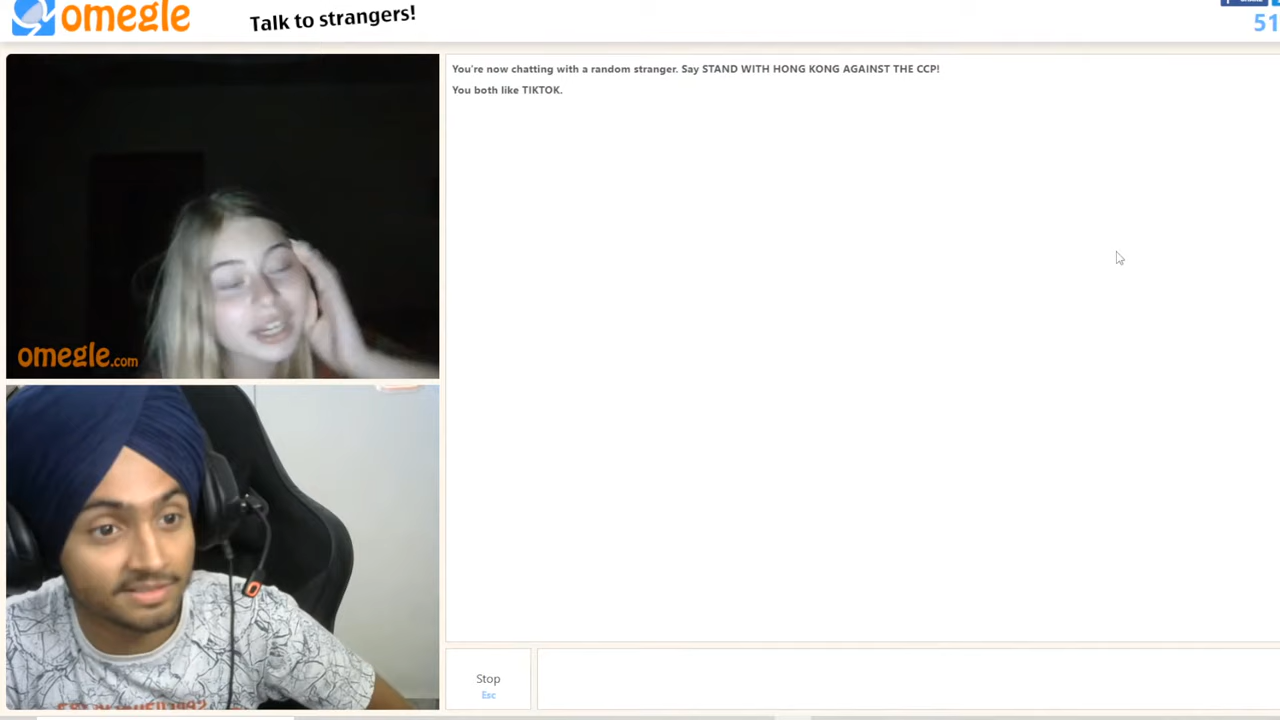 omegle
Talk to strangers!
51
You're now chatting with a random stranger. Say STAND WITH HONG KONG AGAINST THE CCP!
You both like TIKTOK.
omegle.com
Stop
Esc